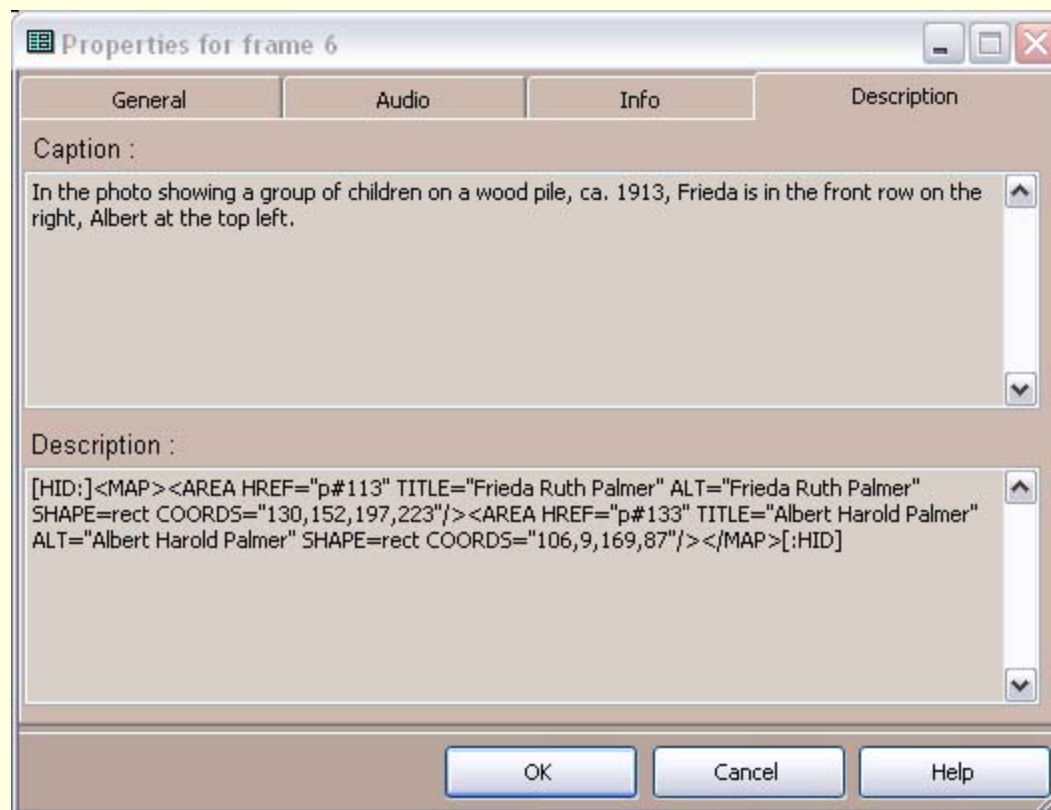 Properties for frame 6
General
Audio
Info
Description
Caption :
In the photo showing a group of children on a wood pile, ca. 1913, Frieda is in the front row on the
right, Albert at the top left.
Description :
[HID:]<MAP><AREA HREF="p#113" TITLE="Frieda Ruth Palmer" ALT="Frieda Ruth Palmer"
SHAPE=rect COORDS="130,152,197,223"/><AREA HREF="p#133" TITLE="Albert Harold Palmer"
ALT="Albert Harold Palmer" SHAPE=rect COORDS="106,9,169,87"/></MAP>[:HID]
OK
Cancel
Help